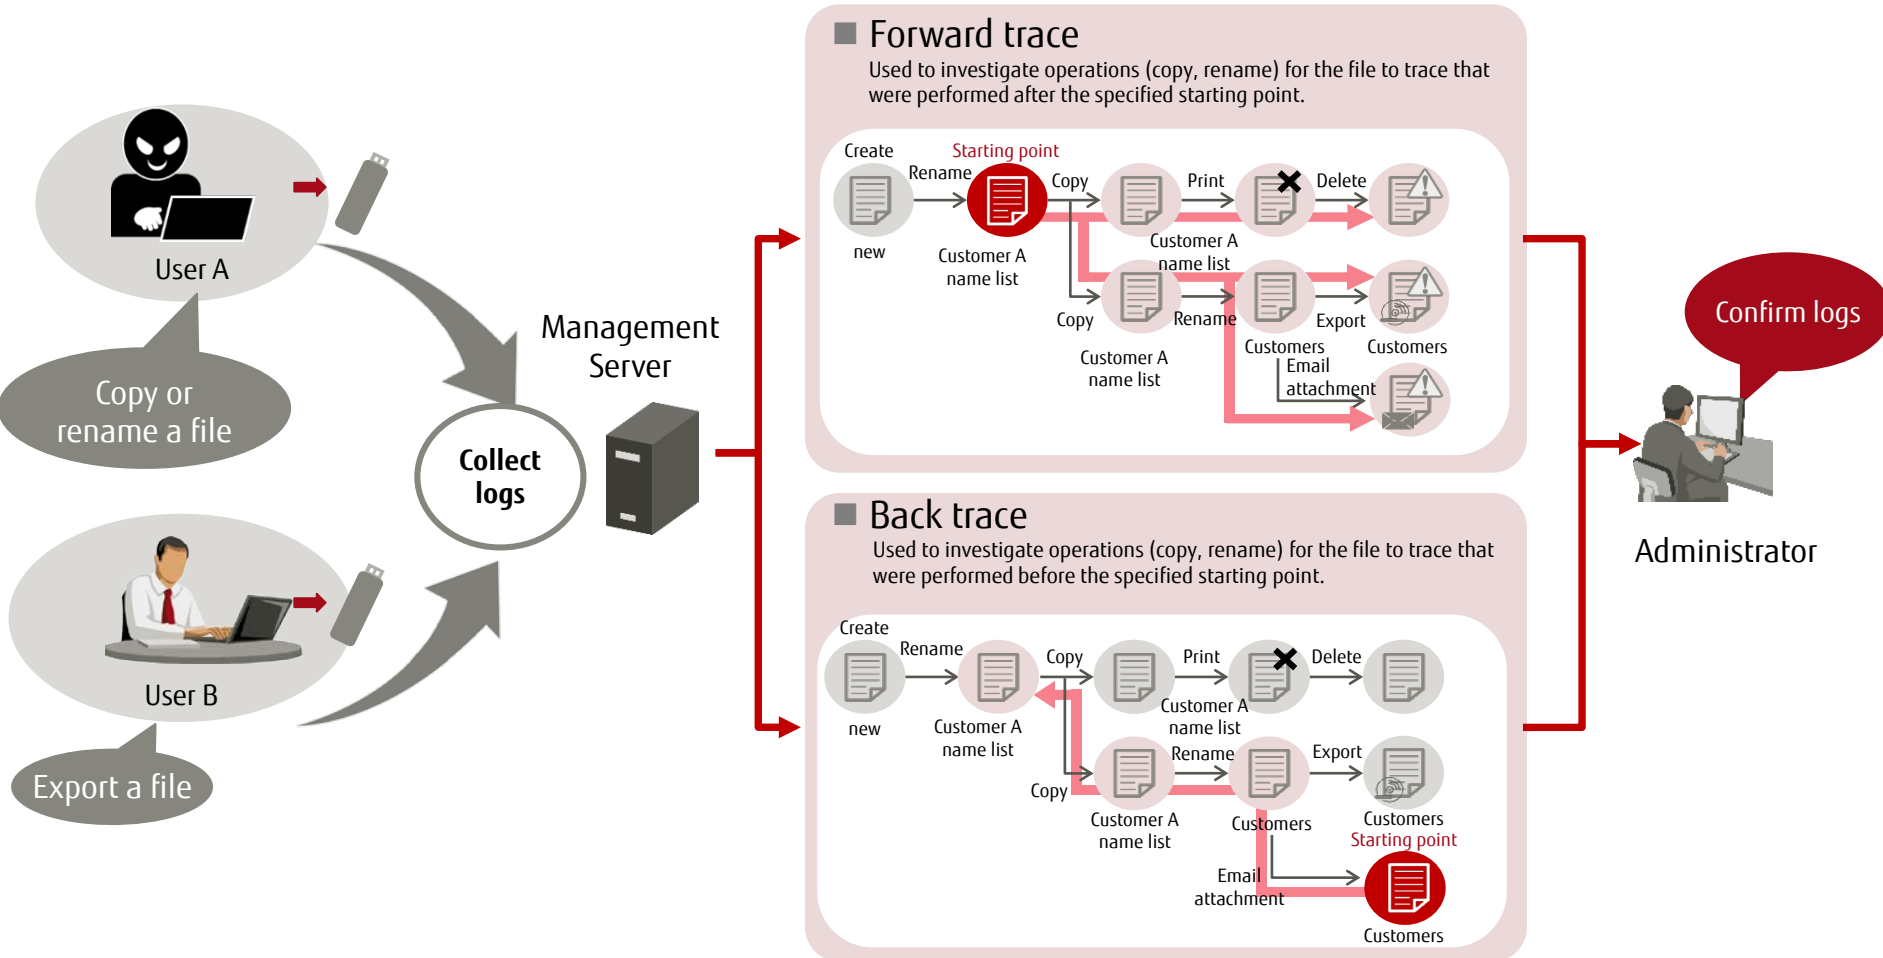 User A
Copy or
rename a file
User B
Export a file
Collect
logs
Management
Server
Forward trace
Used to investigate operations (copy, rename) for the file to trace that
were performed after the specified starting point.
Create
Rename
Starting point
Copy
Print
Delete
new
Customer A
name list
Customer A
name list
Copy
Rename
Export
Customer A
name list
Customers
Customers
Email
attachment
Back trace
Used to investigate operations (copy, rename) for the file to trace that
were performed before the specified starting point.
Create
Rename
Copy
Print
Delete
new
Customer A
name list
Customer A
name list
Copy
Rename
Export
Customer A
name list
Customers
Customers
Starting point
Email
attachment
Customers
Confirm logs
Administrator